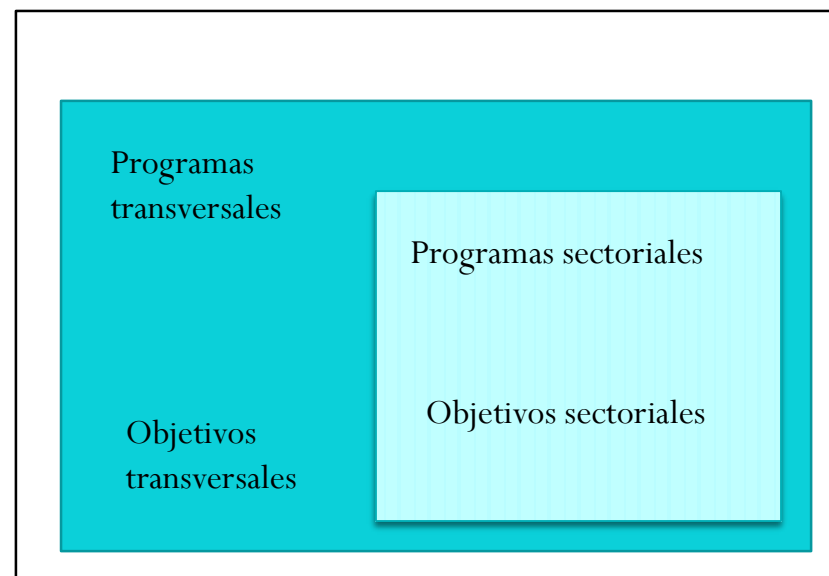 Programas
transversales
Programas sectoriales
Objetivos sectoriales
Objetivos
transversales